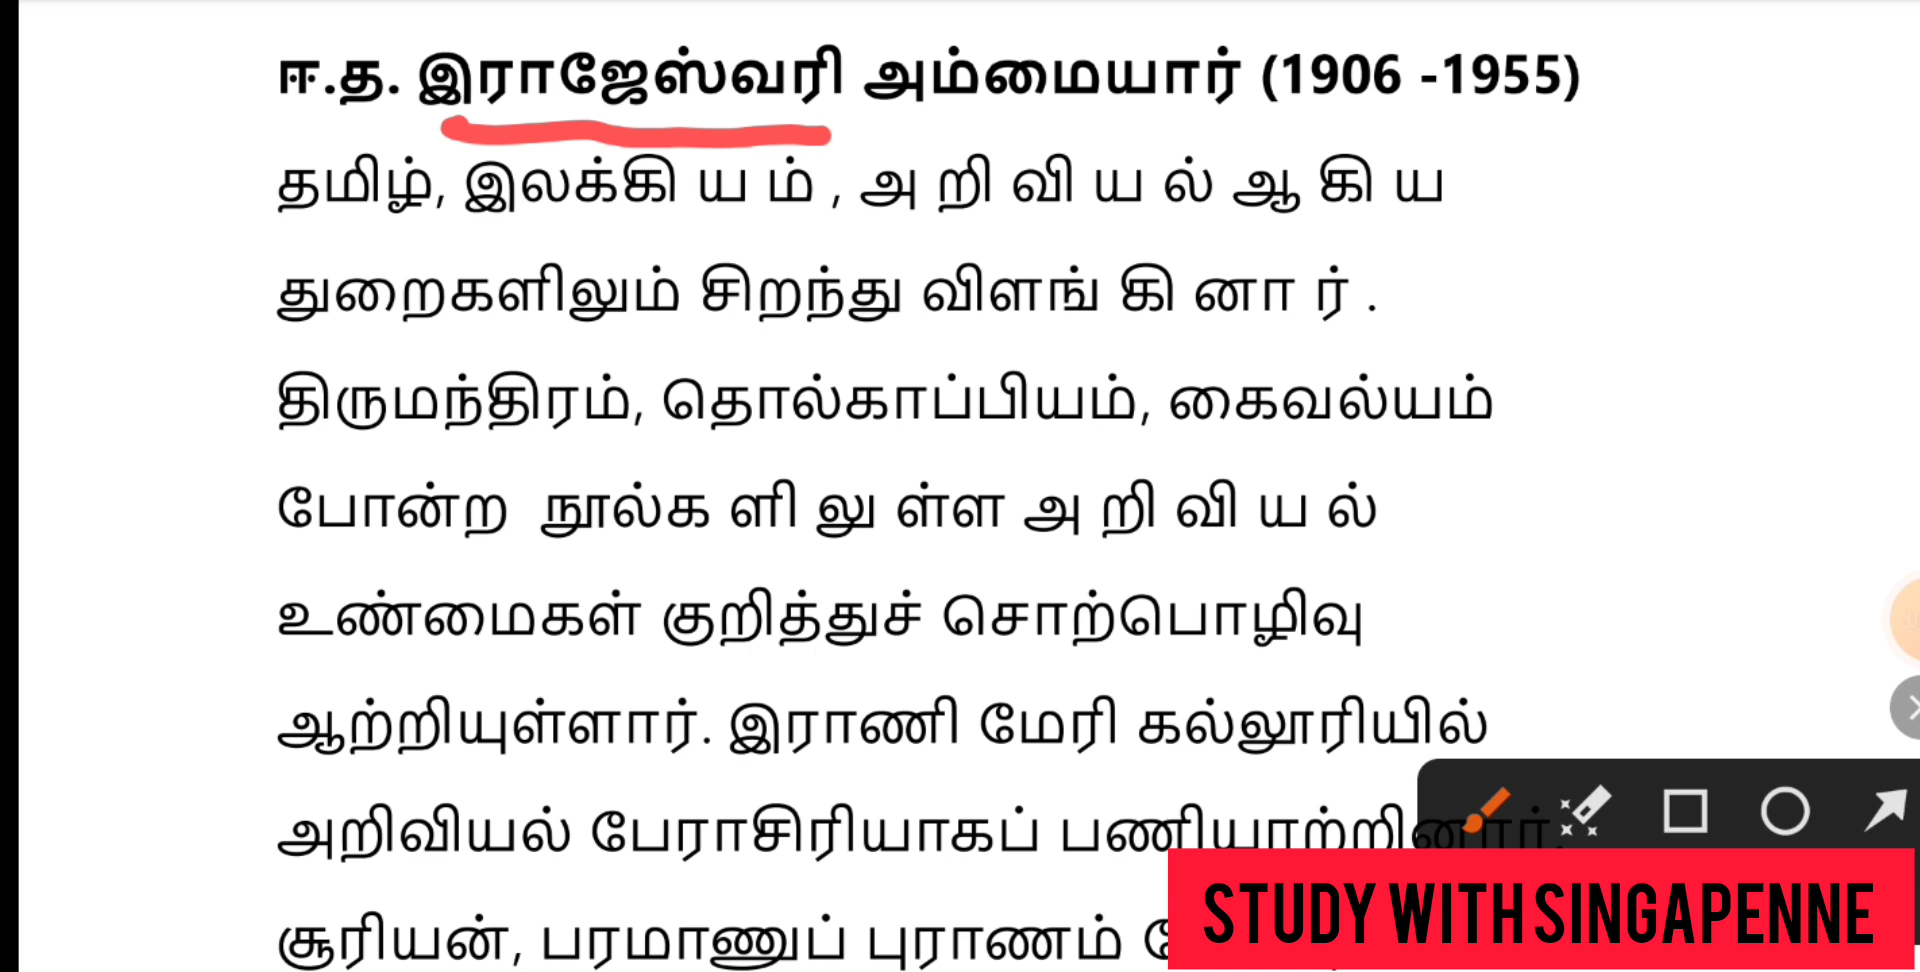 ஈ.த. இராஜேஸ்வரி அம்மையார் (1906 -1955)
தமிழ், இலக்கி ய ம் , அ றி வி ய ல் ஆ கி ய
துறைகளிலும் சிறந்து விளங் கி னா ர் .
திருமந்திரம், தொல்காப்பியம், கைவல்யம்
போன்ற நூல்க ளி லு ள்ள அ றி வி ய ல்
உண்மைகள் குறித்துச் சொற்பொழிவு
ஆற்றியுள்ளார். இராணி மேரி கல்லூரியில்
அறிவியல் பேராசிரியாகப் பணியாற்றினார்.
சூரியன், பரமாணுப் புராணம்
STUDY WITH SINGAPENNE